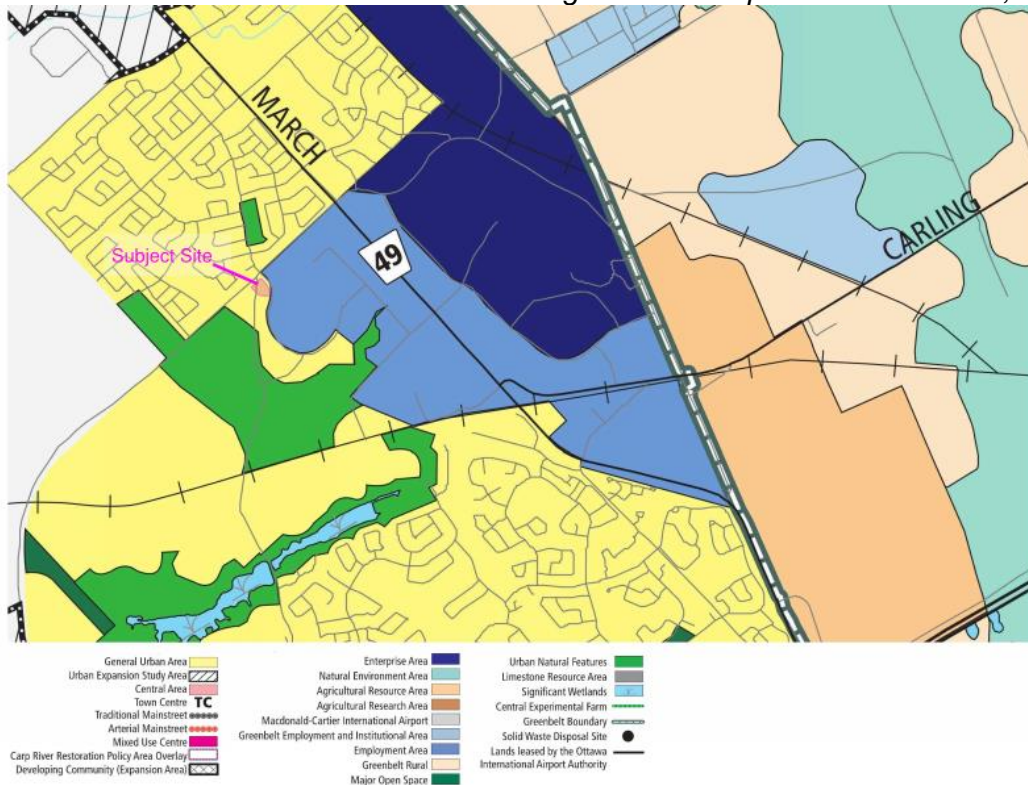 MARCH
49
CARLING
Subject Site
General Urban Area
Urban Expansion Study Area
Central Area
Town Centre TC
Traditional Mainstreet
Arterial Mainstreet
Mixed Use Centre
Carp River Restoration Policy Area Overlay
Developing Community (Expansion Area)
Enterprise Area
Natural Environment Area
Agricultural Resource Area
Agricultural Research Area
Macdonald-Cartier International Airport
Greenbelt Employment and Institutional Area
Employment Area
Greenbelt Rural
Major Open Space
Urban Natural Features
Limestone Resource Area
Significant Wetlands
Central Experimental Farm
Greenbelt Boundary
Solid Waste Disposal Site
Lands leased by the Ottawa
International Airport Authority